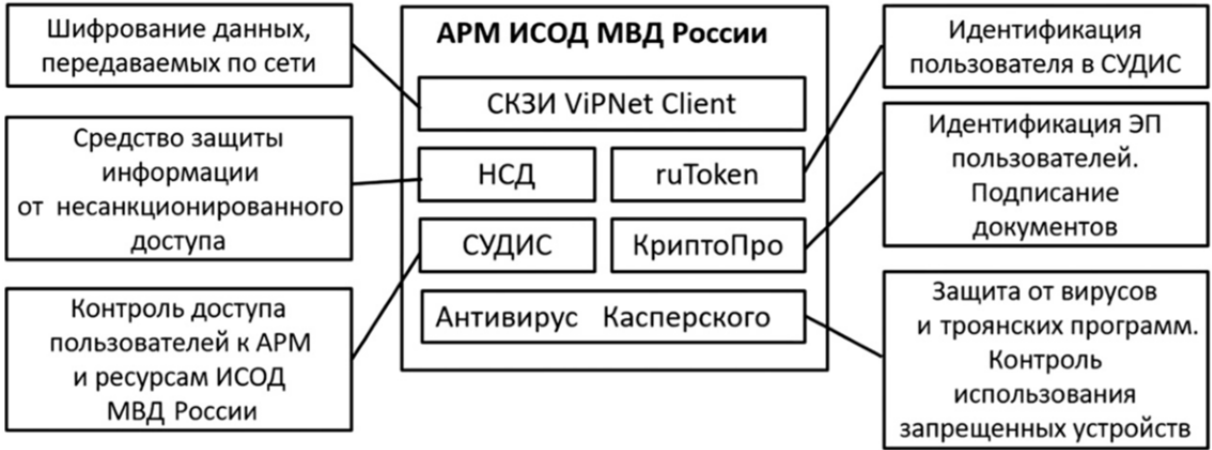 Шифрование данных,
передаваемых по сети
Средство защиты
информации
от несанкционированного
доступа
Контроль доступа
пользователей к АРМ
и ресурсам ИСОД
МВД России
АРМ ИСОД МВД России
СКЗИ ViPNet Client
НСД
ruToken
СУДИС
КриптоПро
Антивирус Касперского
Идентификация
пользователя в СУДИС
Идентификация ЭП
пользователей.
Подписание
документов
Защита от вирусов
и троянских программ.
Контроль
использования
запрещенных устройств